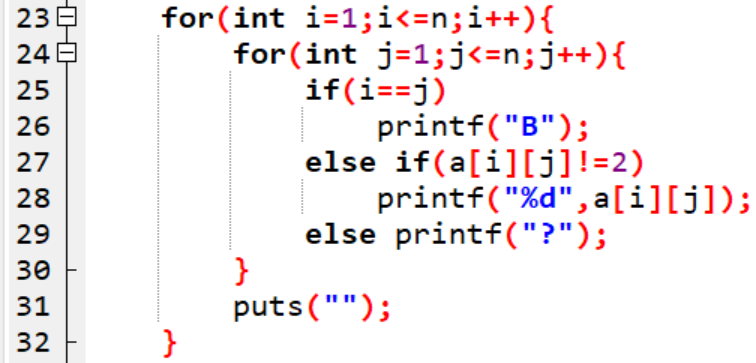 23 for(int i=1;i<=n;i++){
24 for(int j=1;j<=n;j++){
25 if(i==j)
26 printf("B");
27 else if(a[i][j]!=2)
28 printf("%d",a[i][j]);
29 else printf("?");
30 }
31 puts("");
32 }